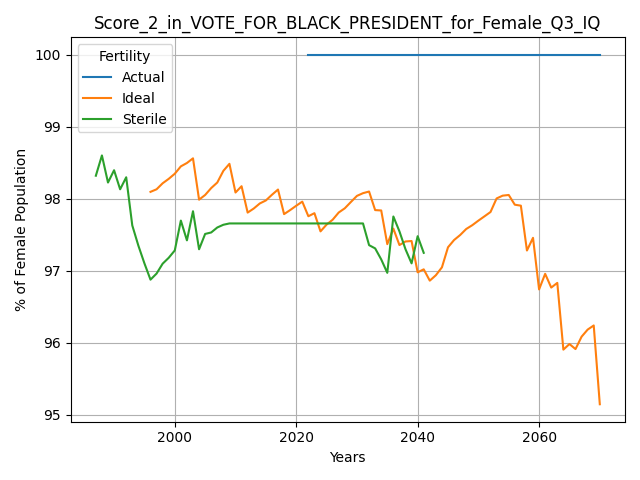 Score_2_in_VOTE_FOR_BLACK_PRESIDENT_for_Female_Q3_IQ
Fertility
Actual
Ideal
Sterile
100
99
98
97
96
95
% of Female Population
2000
2020
2040
2060
Years